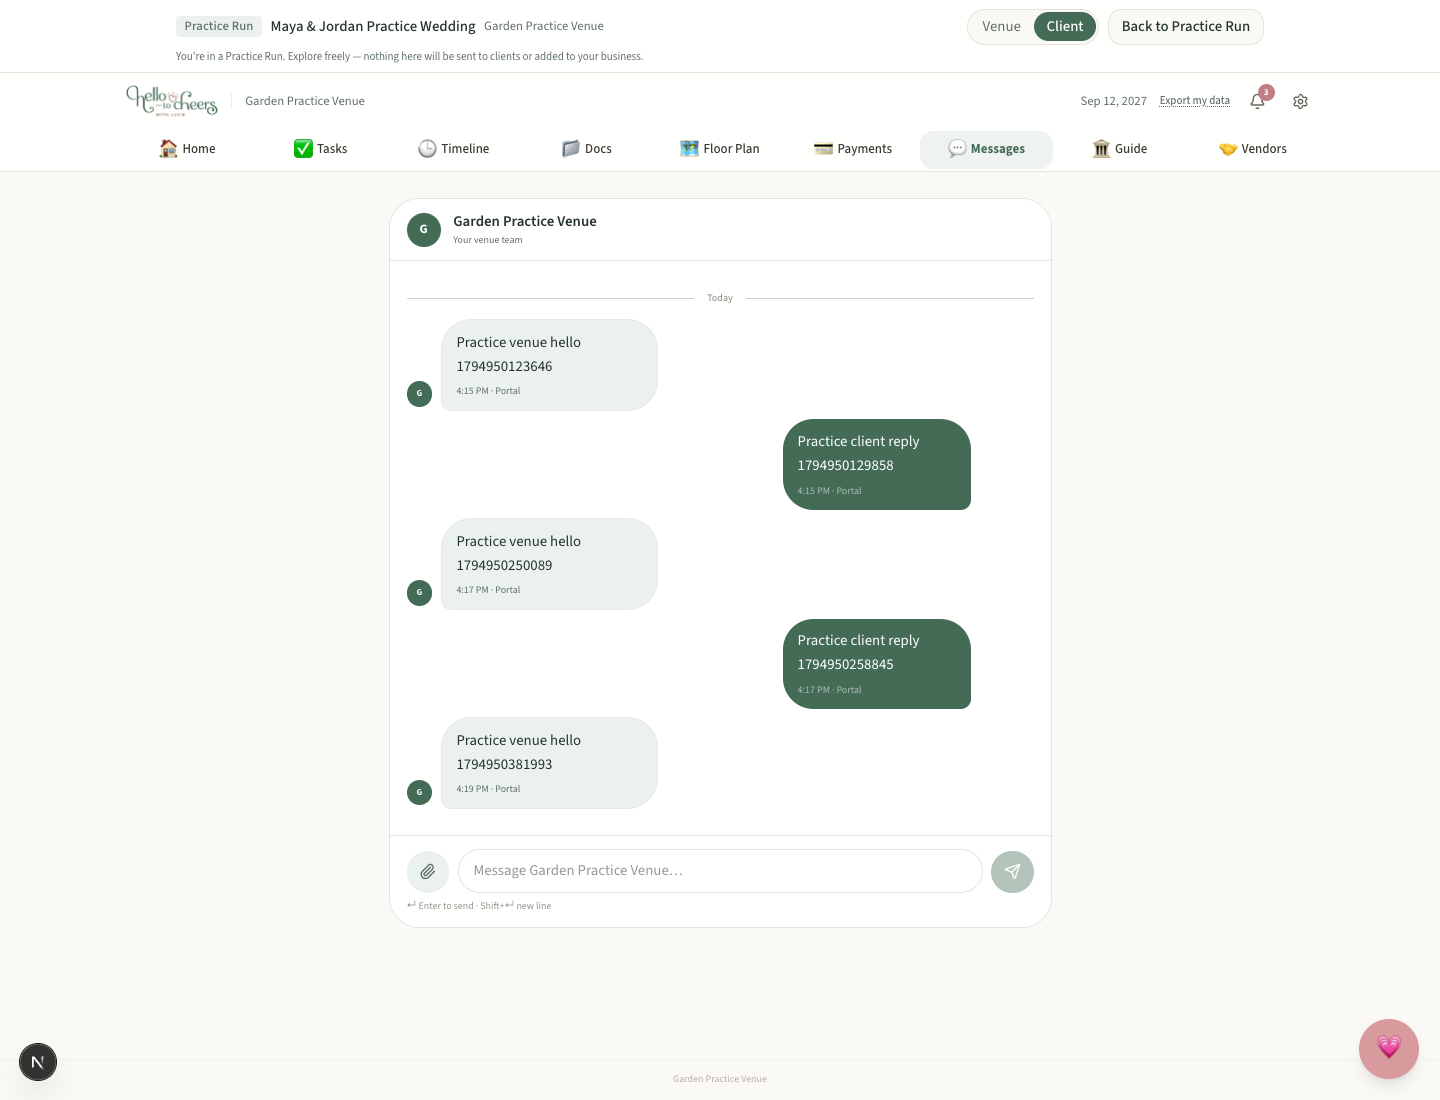 Practice Run Maya & Jordan Practice Wedding Garden Practice Venue Venue Client Back to Practice Run
You're in a Practice Run. Explore freely — nothing here will be sent to clients or added to your business.
hello to cheers
WITH LOVE
Garden Practice Venue Sep 12, 2027 Export my data 3
Home Tasks Timeline Docs Floor Plan Payments Messages Guide Vendors
G
Garden Practice Venue
Your venue team
Today
Practice venue hello
1794950123646
4:15 PM · Portal
G
Practice client reply
1794950129858
4:15 PM · Portal
Practice venue hello
1794950250089
4:17 PM · Portal
G
Practice client reply
1794950258845
4:17 PM · Portal
Practice venue hello
1794950381993
4:19 PM · Portal
G
Message Garden Practice Venue…
↵ Enter to send · Shift+↵ new line
N
Garden Practice Venue